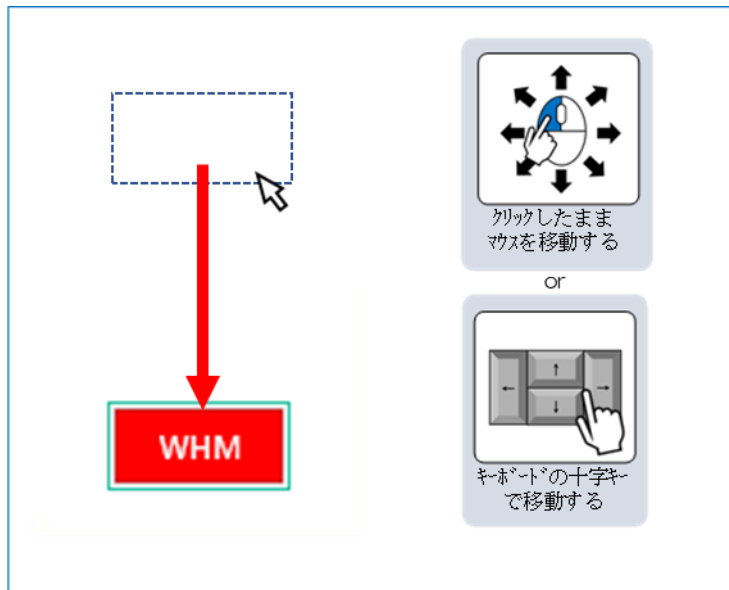 クリックしたまま
マウスを移動する
or
↑
←
↓
→
WHM
キーボードの十字キー
で移動する